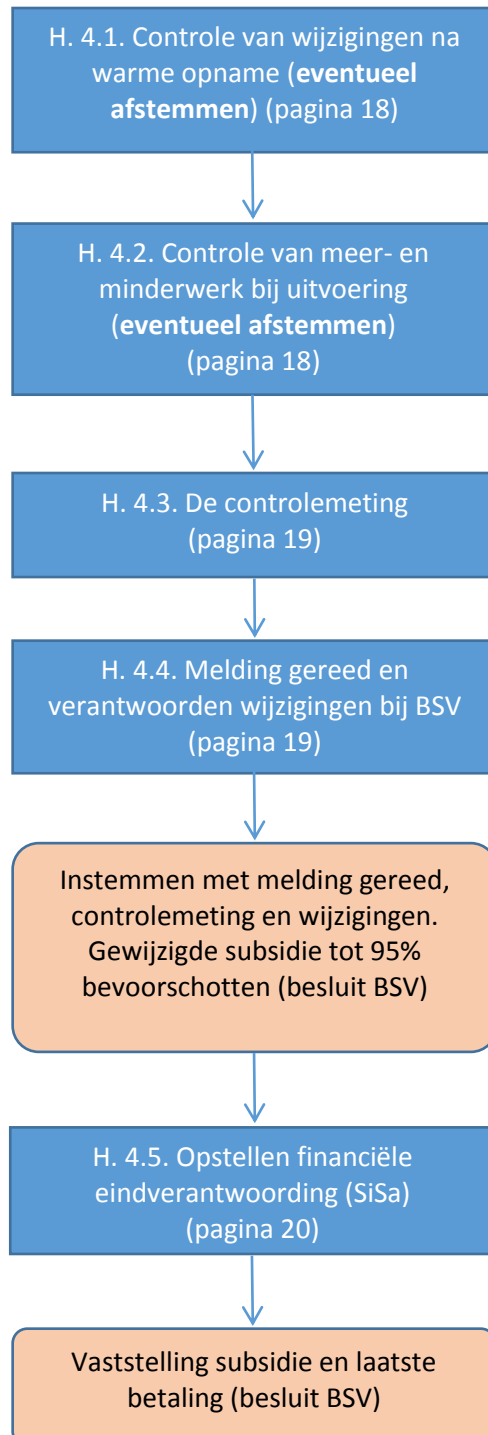 H. 4.1. Controle van wijzigingen na
warme opname (eventueel
afstemmen) (pagina 18)
H. 4.2. Controle van meer- en
minderwerk bij uitvoering
(eventueel afstemmen)
(pagina 18)
H. 4.3. De controlemeting
(pagina 19)
H. 4.4. Melding gereed en
verantwoorden wijzigingen bij BSV
(pagina 19)
Instemmen met melding gereed,
controlemeting en wijzigingen.
Gewijzigde subsidie tot 95%
bevoorschotten (besluit BSV)
H. 4.5. Opstellen financiële
eindverantwoording (SiSa)
(pagina 20)
Vaststelling subsidie en laatste
betaling (besluit BSV)